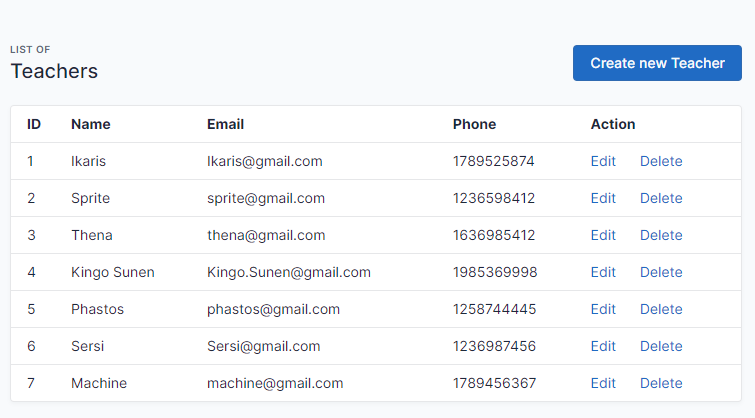 LIST OF
Teachers
Create new Teacher
ID Name Email Phone Action
1 Ikaris Ikaris@gmail.com 1789525874 Edit Delete
2 Sprite sprite@gmail.com 1236598412 Edit Delete
3 Thena thena@gmail.com 1636985412 Edit Delete
4 Kingo Sunen Kingo.Sunen@gmail.com 1985369998 Edit Delete
5 Phastos phastos@gmail.com 1258744445 Edit Delete
6 Sersi Sersi@gmail.com 1236987456 Edit Delete
7 Machine machine@gmail.com 1789456367 Edit Delete